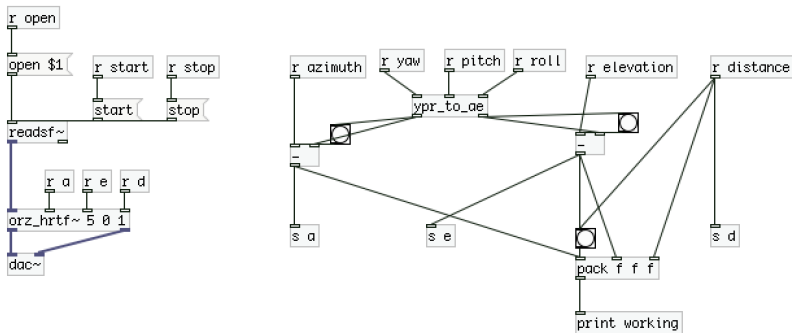 r open
open $1
r start
r stop
start
stop
readsf~
r a
r e
r d
orz_hrtf~ 5 0 1
dac~
r azimuth
r yaw
r pitch
r roll
r elevation
r distance
ypr_to_ae
-
-
s a
s e
s d
pack f f f
print working